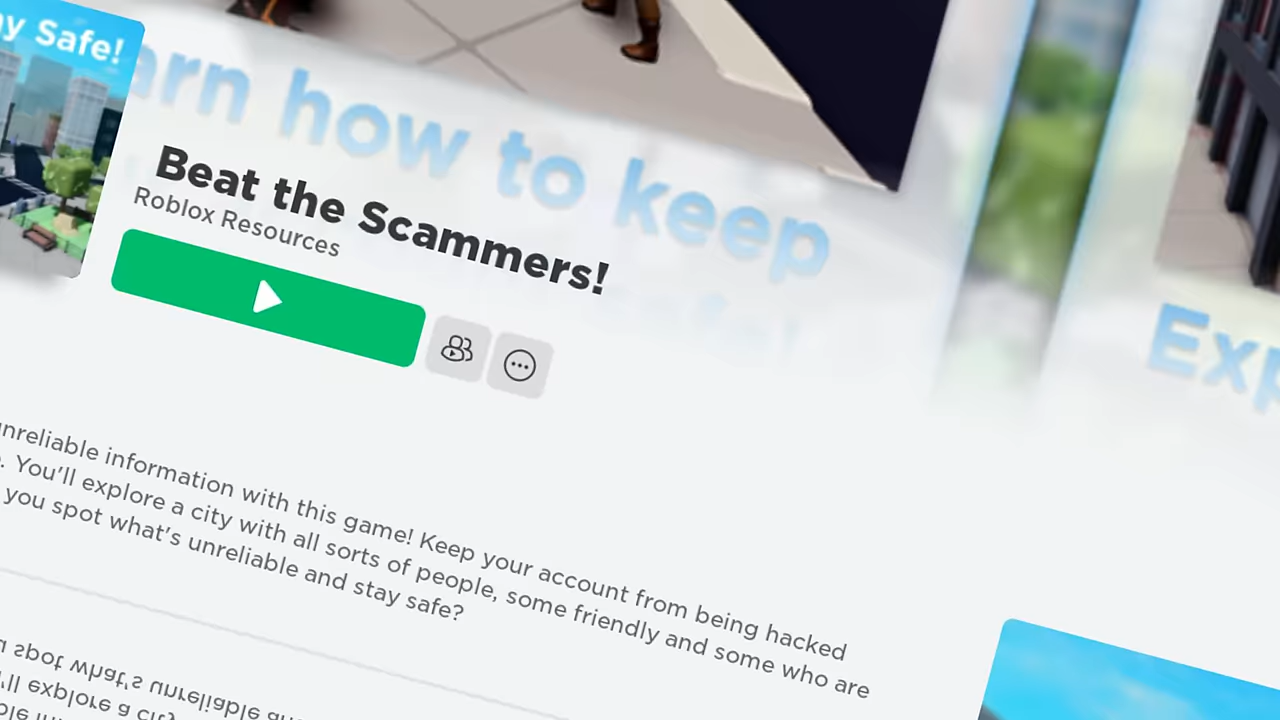 y Safe!
arn how to keep
Beat the Scammers!
Roblox Resources
Exp
unreliable information with this game! Keep your account from being hacked
. You'll explore a city with all sorts of people, some friendly and some who are
you spot what's unreliable and stay safe?